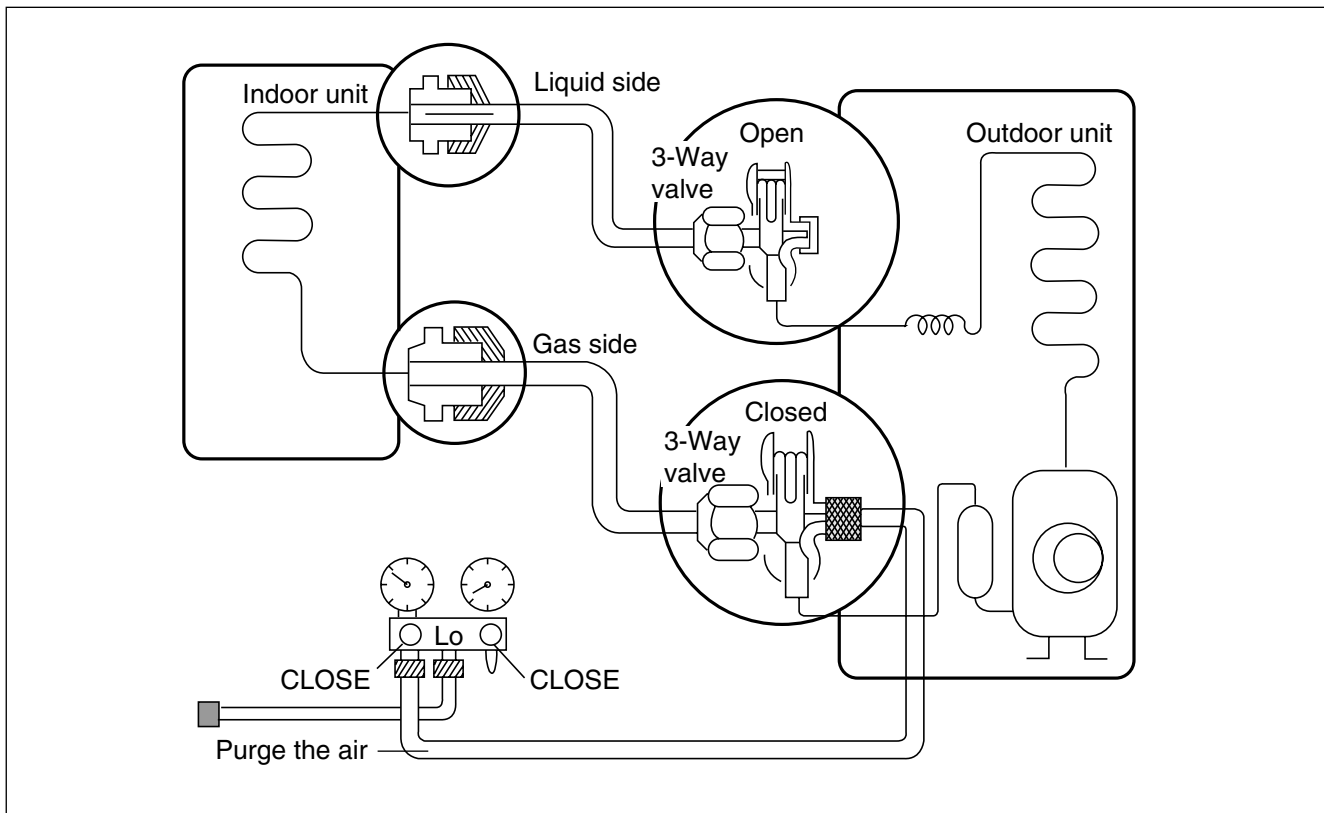 Indoor unit
Liquid side
Open
3-Way
valve
Outdoor unit
Gas side
Closed
3-Way
valve
Lo
CLOSE
CLOSE
Purge the air